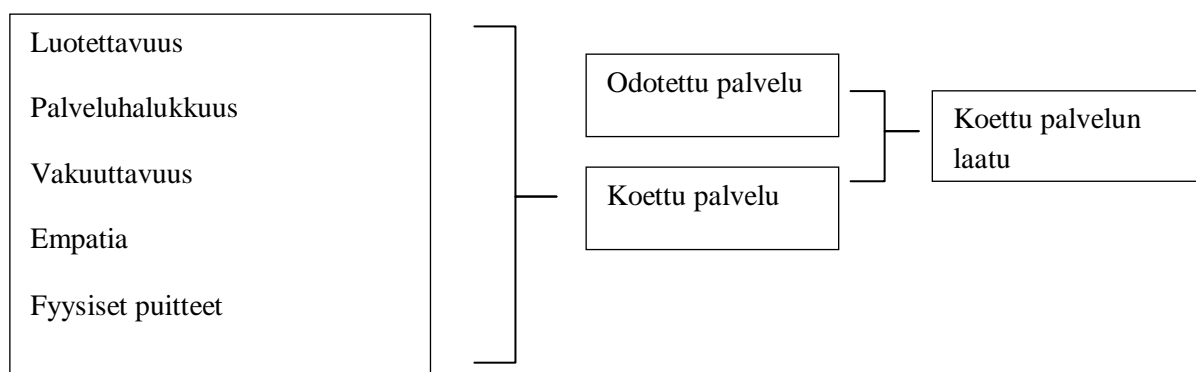 Luotettavuus
Palveluhalukkuus
Vakuuttavuus
Empatia
Fyysiset puitteet
Odotettu palvelu
Koettu palvelu
Koettu palvelun
laatu